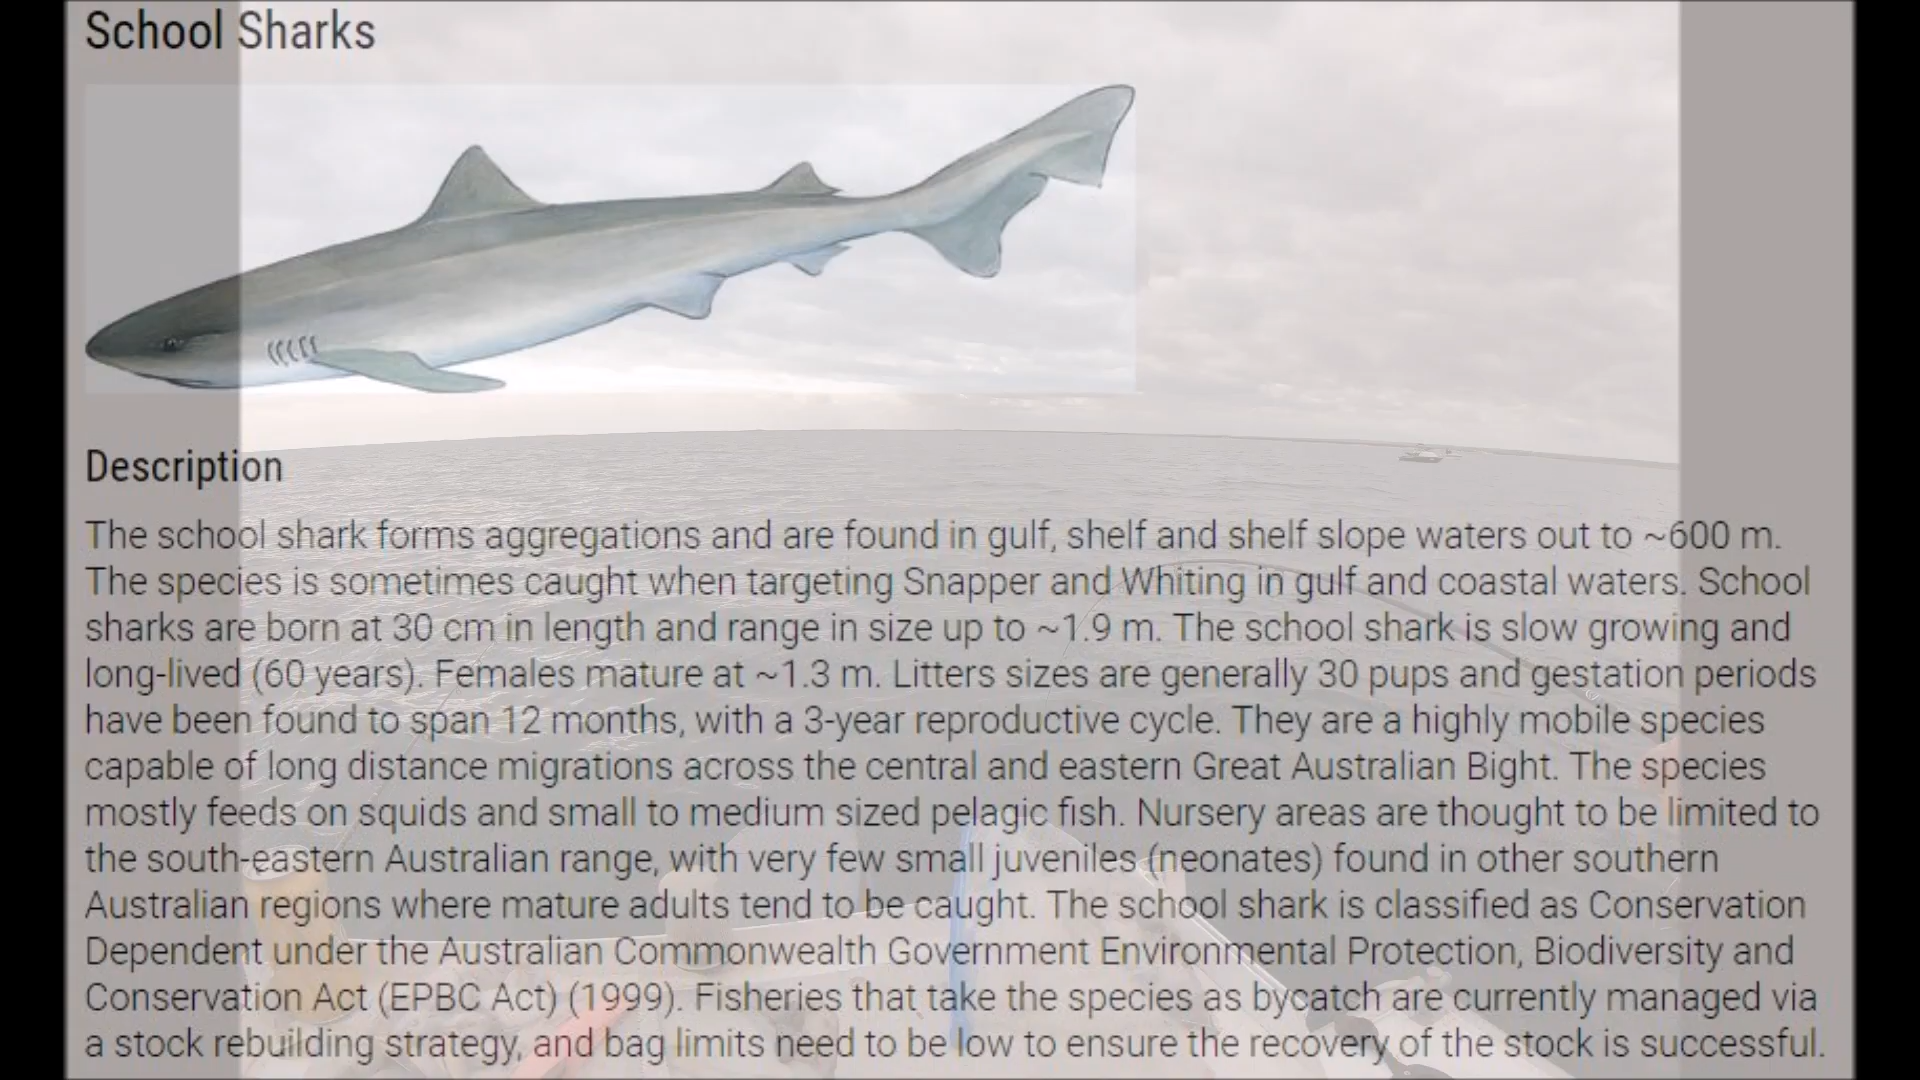 School Sharks
Description
The school shark forms aggregations and are found in gulf, shelf and shelf slope waters out to ~600 m.
The species is sometimes caught when targeting Snapper and Whiting in gulf and coastal waters. School
sharks are born at 30 cm in length and range in size up to ~1.9 m. The school shark is slow growing and
long-lived (60 years). Females mature at ~1.3 m. Litters sizes are generally 30 pups and gestation periods
have been found to span 12 months, with a 3-year reproductive cycle. They are a highly mobile species
capable of long distance migrations across the central and eastern Great Australian Bight. The species
mostly feeds on squids and small to medium sized pelagic fish. Nursery areas are thought to be limited to
the south-eastern Australian range, with very few small juveniles (neonates) found in other southern
Australian regions where mature adults tend to be caught. The school shark is classified as Conservation
Dependent under the Australian Commonwealth Government Environmental Protection, Biodiversity and
Conservation Act (EPBC Act) (1999). Fisheries that take the species as bycatch are currently managed via
a stock rebuilding strategy, and bag limits need to be low to ensure the recovery of the stock is successful.